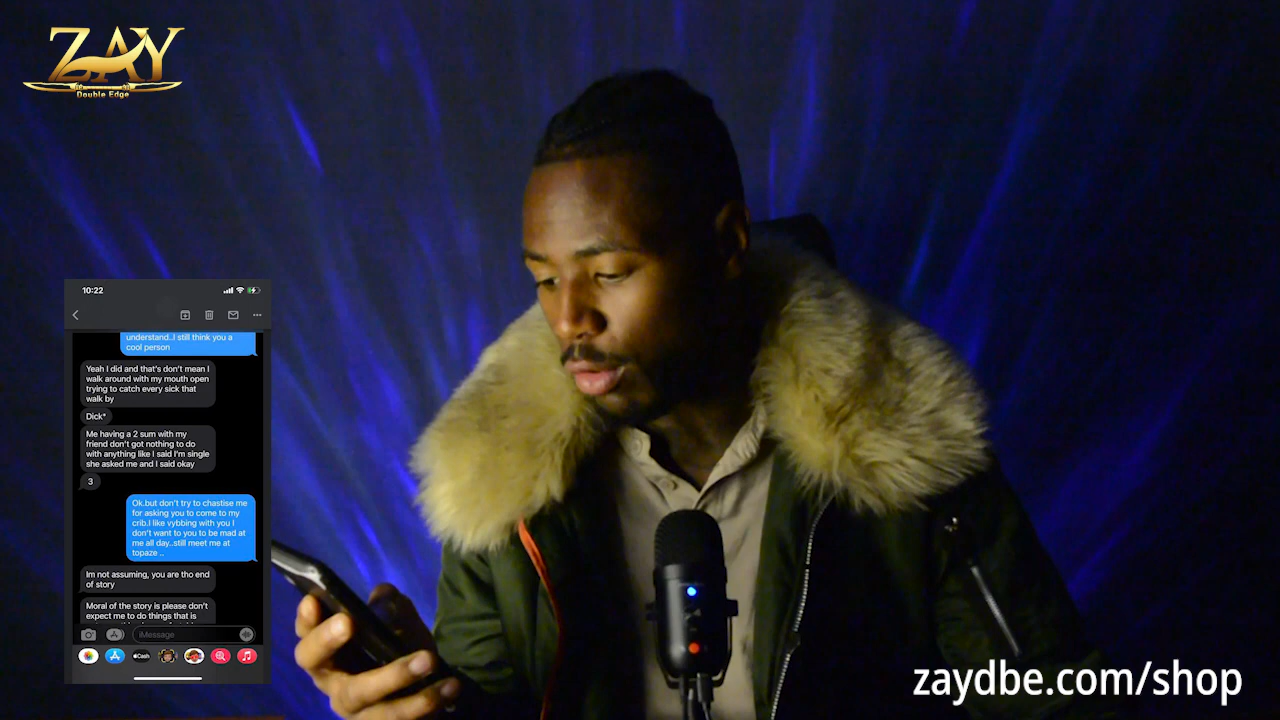 ZAY
Double Edge
10:22
understand..I still think you a
cool person
Yeah I did and that's don't mean I
walk around with my mouth open
trying to catch every sick that
walk by
Dick*
Me having a 2 sum with my
friend don't got nothing to do
with anything like I said I'm single
she asked me and I said okay
3
Ok.but don't try to chastise me
for asking you to come to my
crib.I like vybbing with you I
don't want to you to be mad at
me all day..still meet me at
topaze ..
Im not assuming, you are tho end
of story
Moral of the story is please don't
expect me to do things that is
iMessage
Cash
zaydbe.com/shop